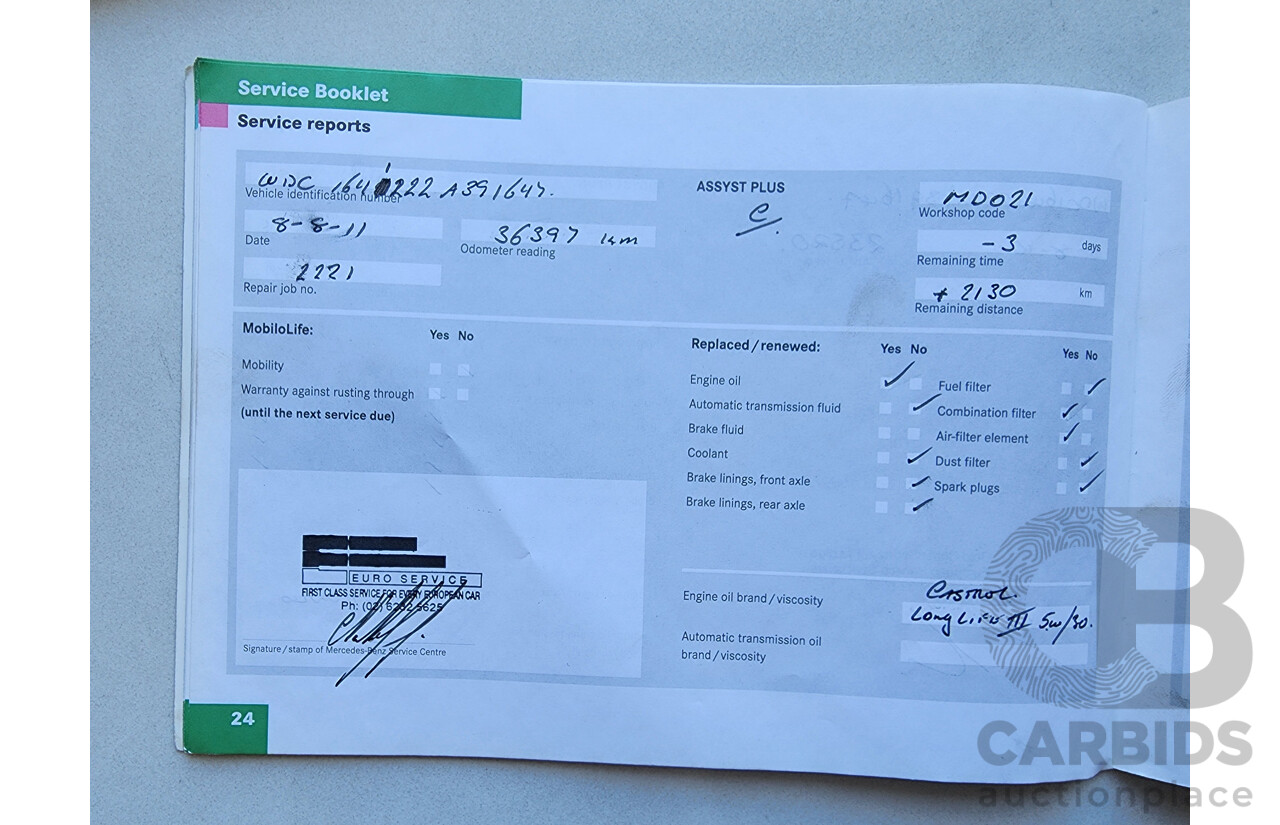 Service Booklet
Service reports
WDC 1641222 A391647.
Vehicle identification number
8-8-11
Date
36397 km
Odometer reading
2221
Repair job no.
ASSYST PLUS
C
MD021
Workshop code
-3 days
Remaining time
+ 2130 km
Remaining distance
MobiloLife:
Yes No
Mobility
Warranty against rusting through
(until the next service due)
Replaced/renewed:
Yes No
Yes No
Engine oil
Automatic transmission fluid
Brake fluid
Coolant
Brake linings, front axle
Brake linings, rear axle
Fuel filter
Combination filter
Air-filter element
Dust filter
Spark plugs
EURO SERVICE
FIRST CLASS SERVICE FOR EVERY EUROPEAN CAR
Ph: (02) 6232 5625
Signature/stamp of Mercedes-Benz Service Centre
Engine oil brand/viscosity
CASTROL.
Long Life III 5w/30.
Automatic transmission oil
brand/viscosity
24
CB
CARBIDS
auctionplace